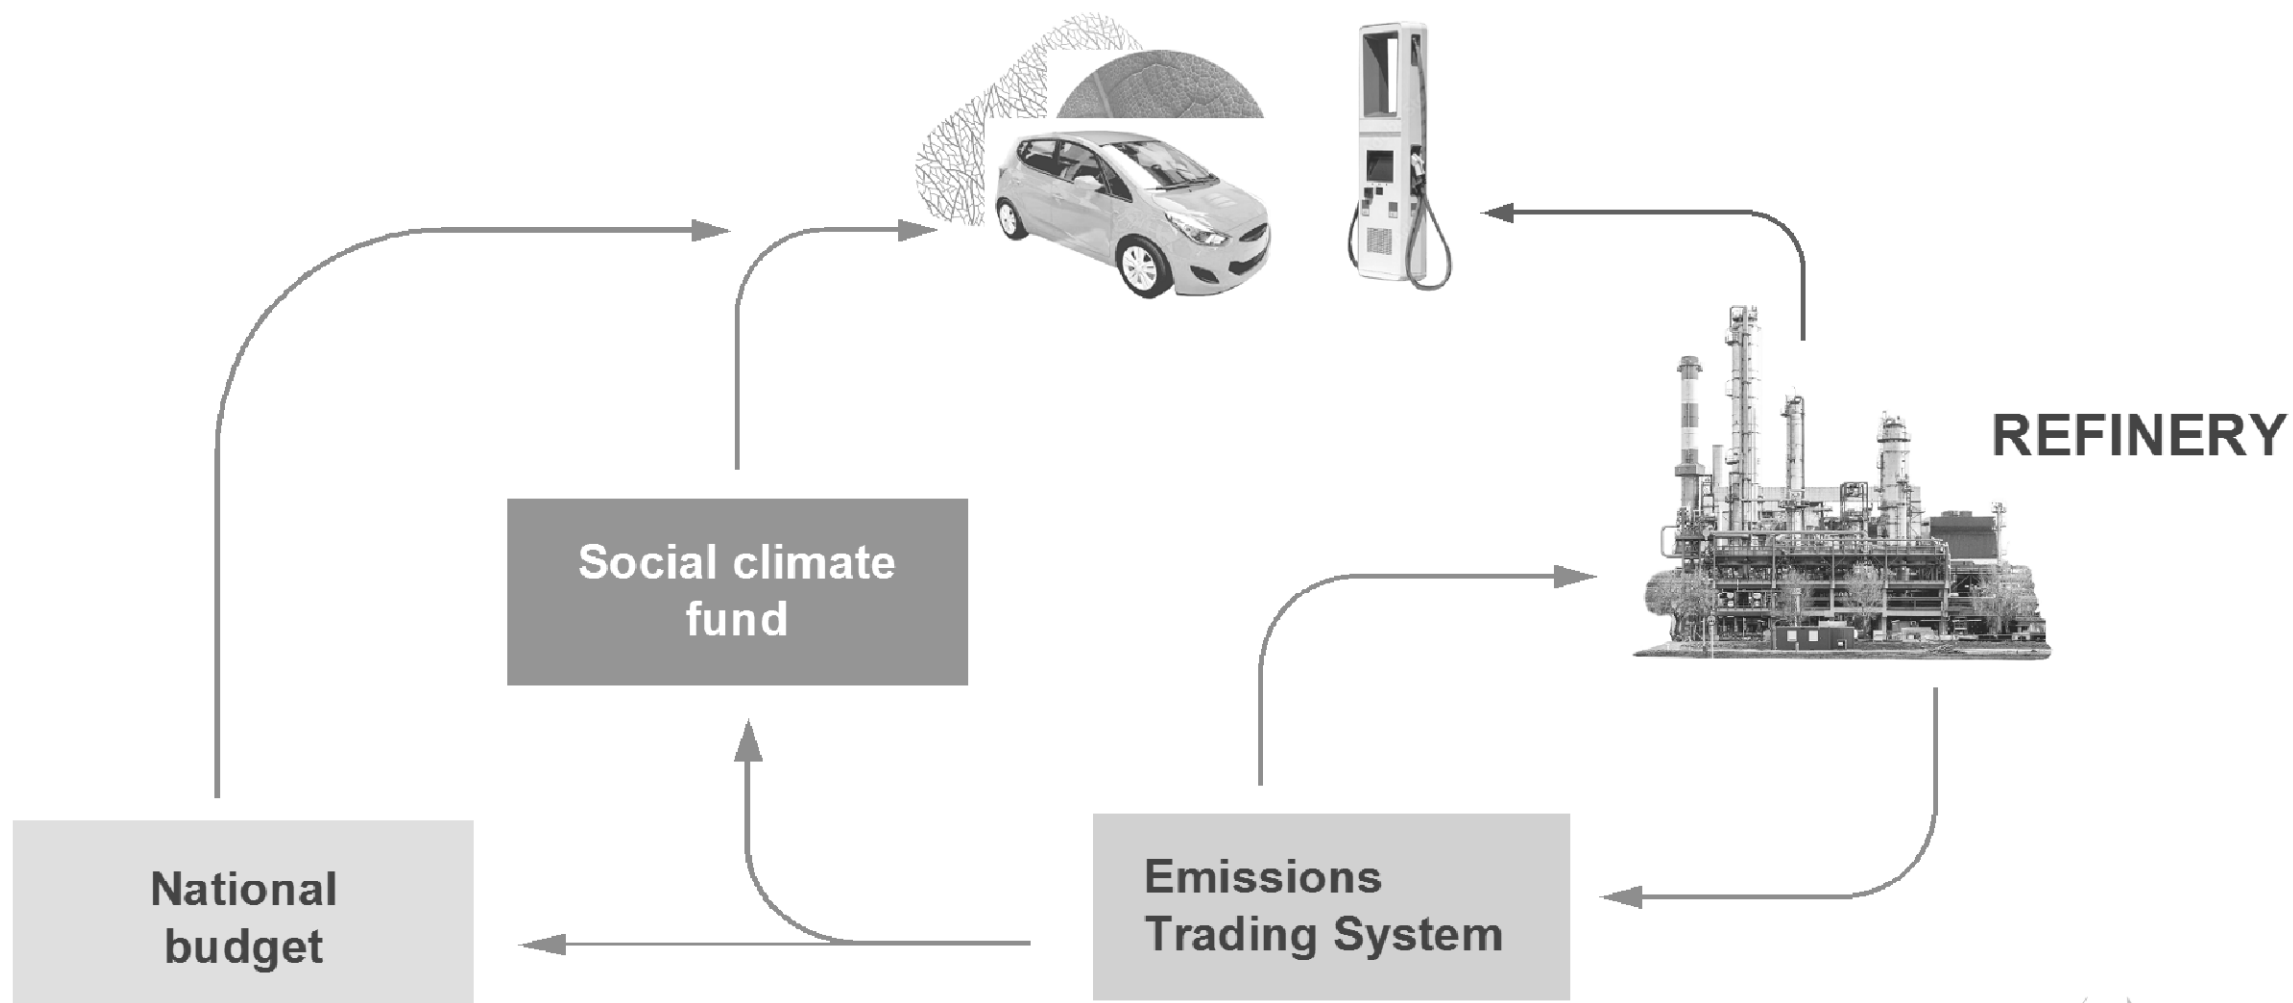 REFINERY
Social climate
fund
Emissions
Trading System
National
budget